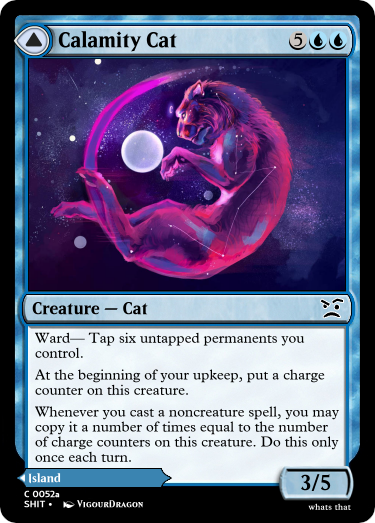 Calamity Cat 5
Creature — Cat
Ward— Tap six untapped permanents you
control.
At the beginning of your upkeep, put a charge
counter on this creature.
Whenever you cast a noncreature spell, you may
copy it a number of times equal to the number
of charge counters on this creature. Do this only
once each turn.
Island
3/5
C 0052a
SHIT • VigourDragon
whats that